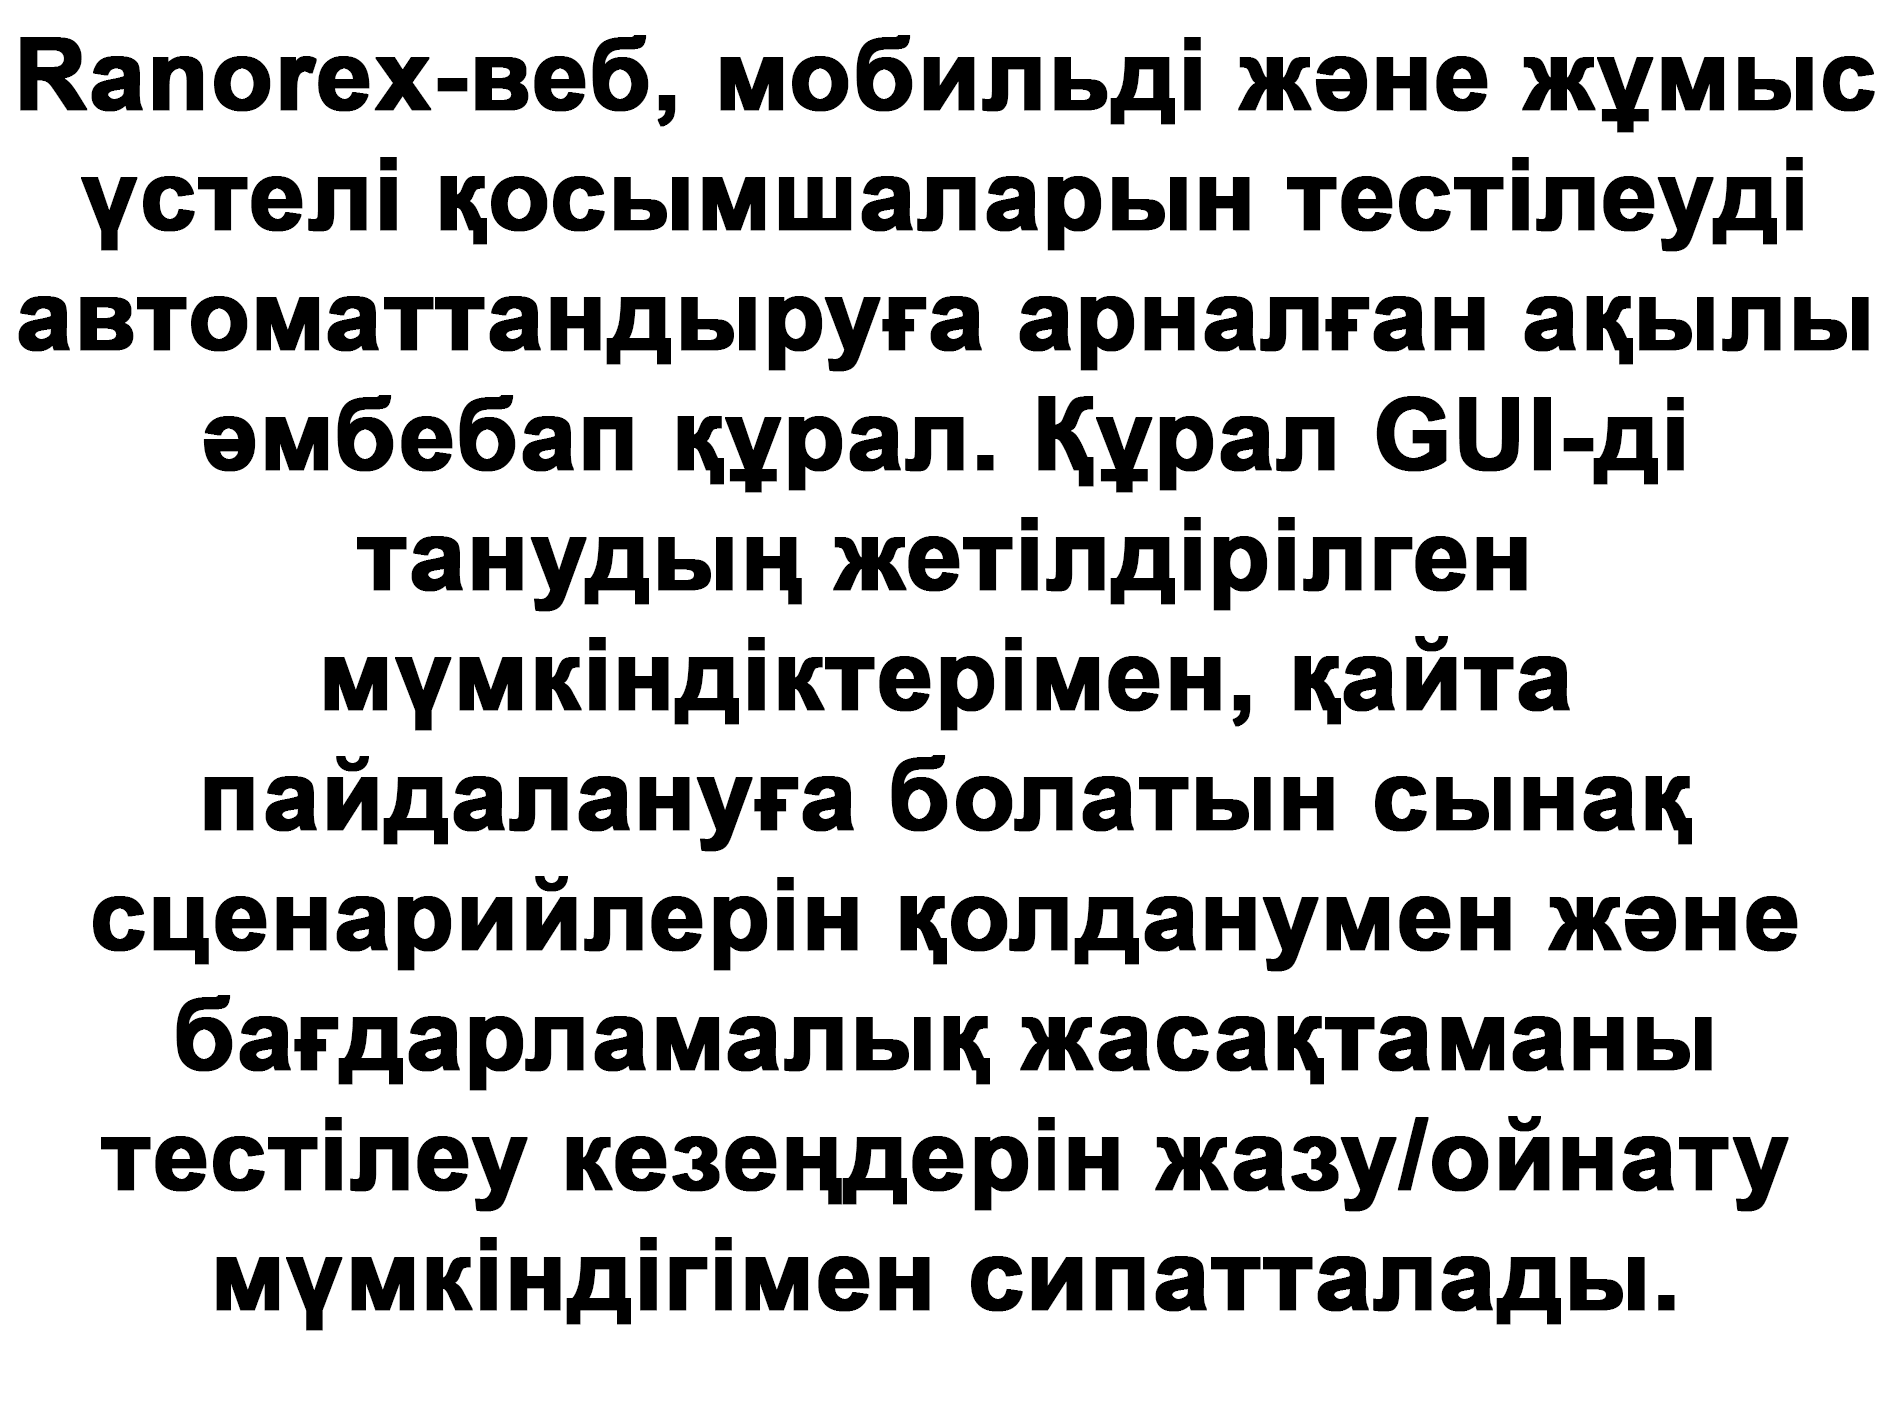 Ranorex-веб, мобильді және жұмыс
үстелі қосымшаларын тестілеуді
автоматтандыруға арналған ақылы
әмбебап құрал. Құрал GUI-ді
танудың жетілдірілген
мүмкіндіктерімен, қайта
пайдалануға болатын сынақ
сценарийлерін қолданумен және
бағдарламалық жасақтаманы
тестілеу кезеңдерін жазу/ойнату
мүмкіндігімен сипатталады.